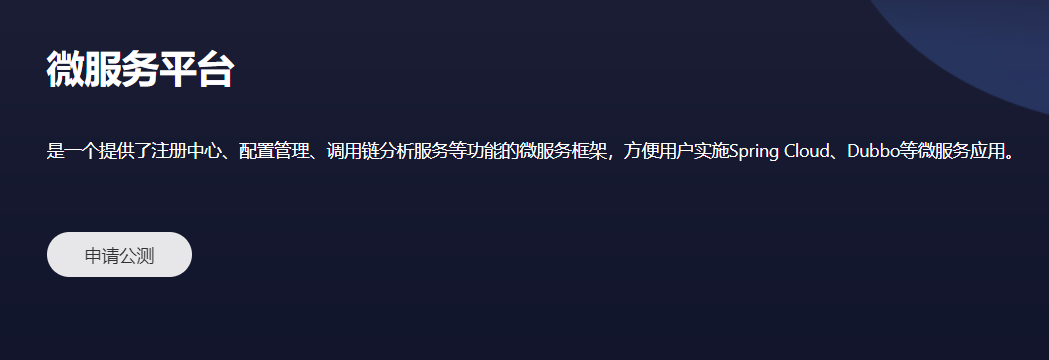 微服务平台
是一个提供了注册中心、配置管理、调用链分析服务等功能的微服务框架，方便用户实施Spring Cloud、Dubbo等微服务应用。
申请公测